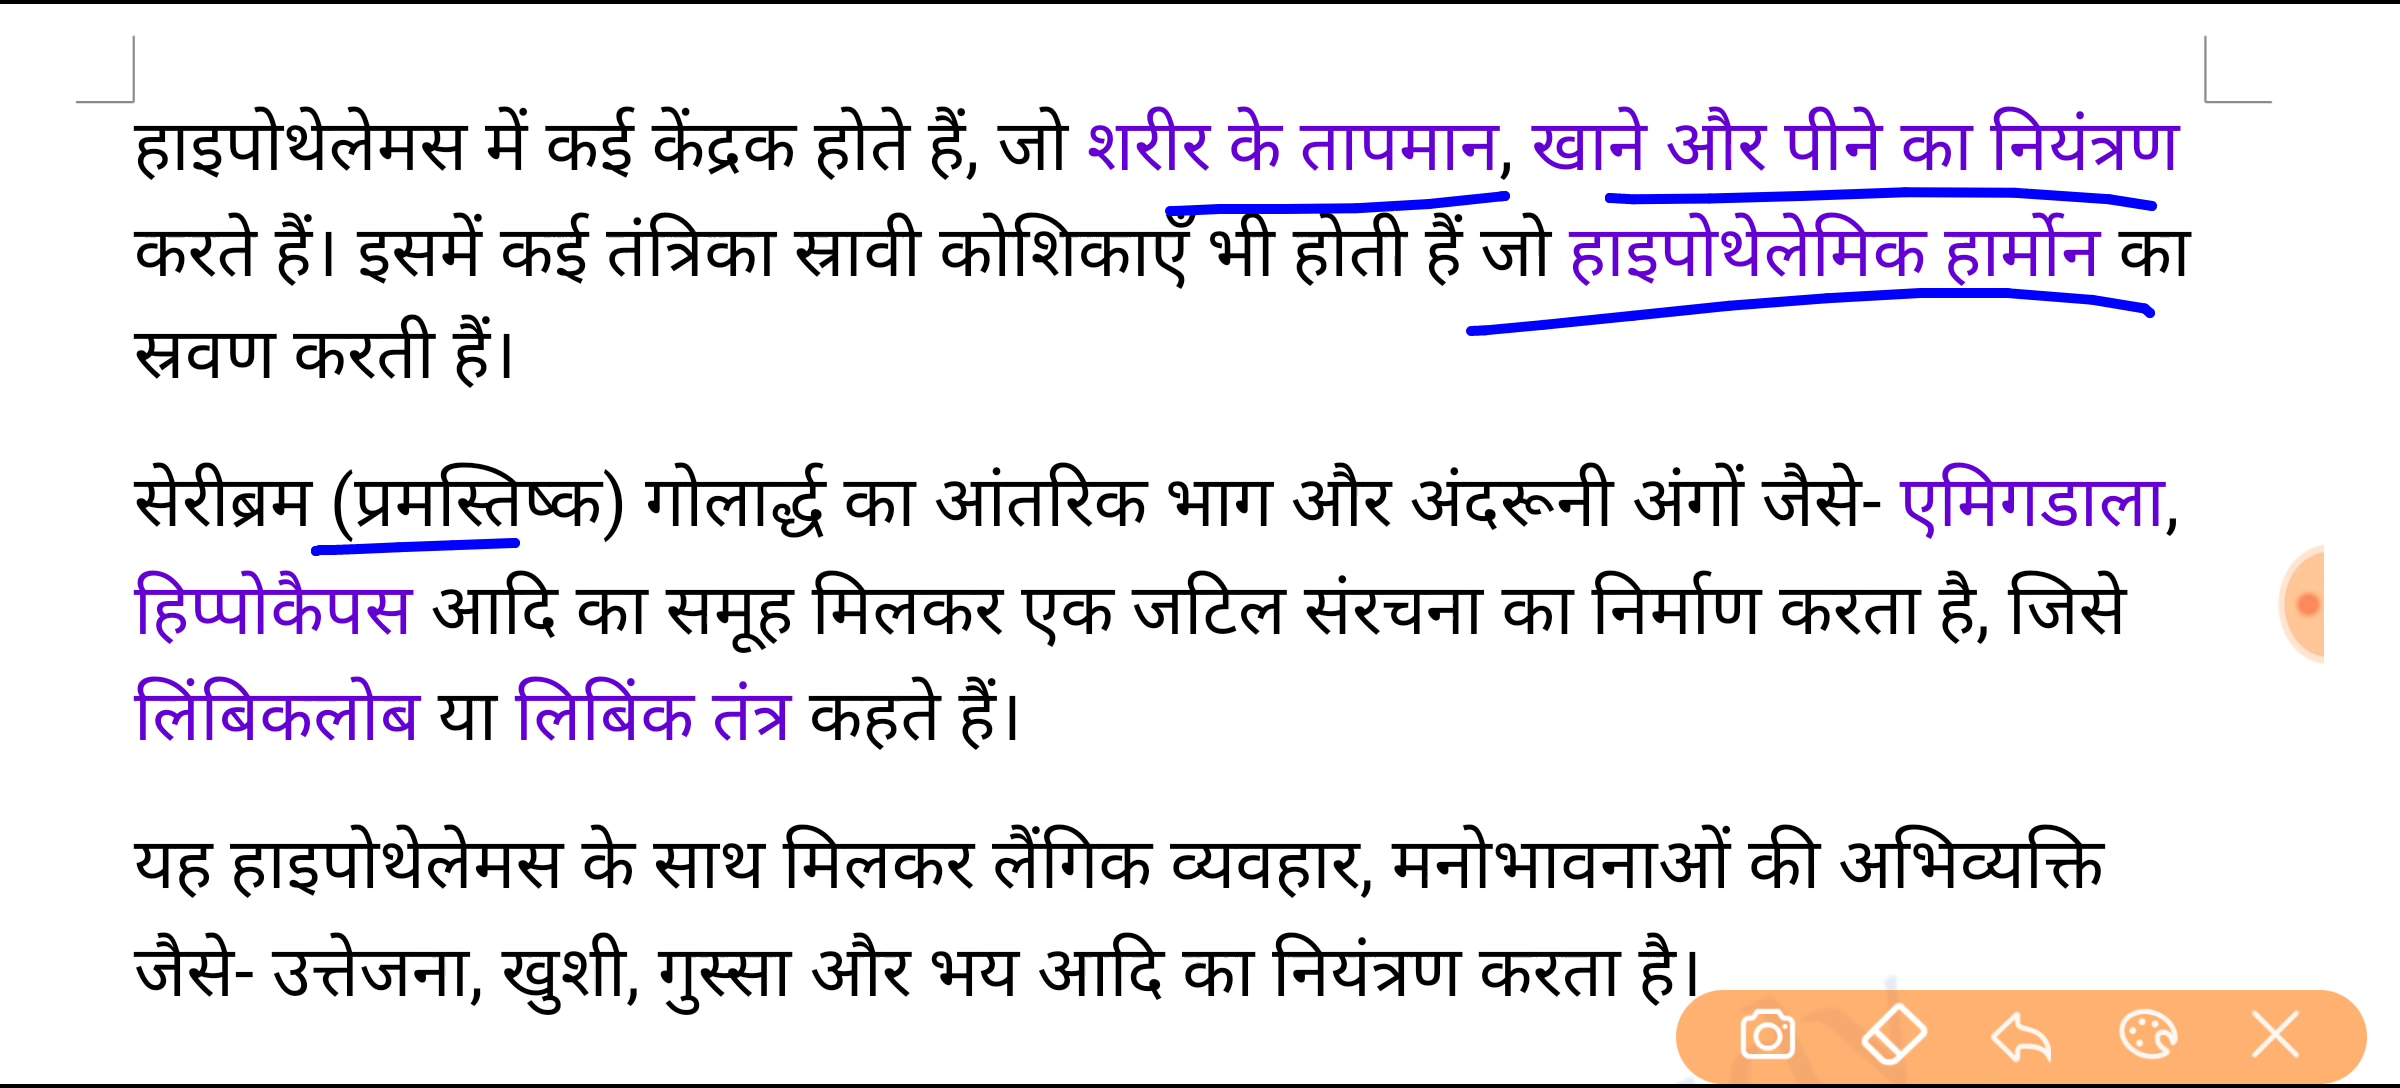 हाइपोथेलेमस में कई केंद्रक होते हैं, जो शरीर के तापमान, खाने और पीने का नियंत्रण
करते हैं। इसमें कई तंत्रिका स्रावी कोशिकाएँ भी होती हैं जो हाइपोथेलेमिक हार्मोन का
स्रवण करती हैं।
सेरीब्रम (प्रमस्तिष्क) गोलार्द्ध का आंतरिक भाग और अंदरूनी अंगों जैसे- एमिगडाला,
हिप्पोकैपस आदि का समूह मिलकर एक जटिल संरचना का निर्माण करता है, जिसे
लिंबिकलोब या लिबिंक तंत्र कहते हैं।
यह हाइपोथेलेमस के साथ मिलकर लैंगिक व्यवहार, मनोभावनाओं की अभिव्यक्ति
जैसे- उत्तेजना, खुशी, गुस्सा और भय आदि का नियंत्रण करता है।